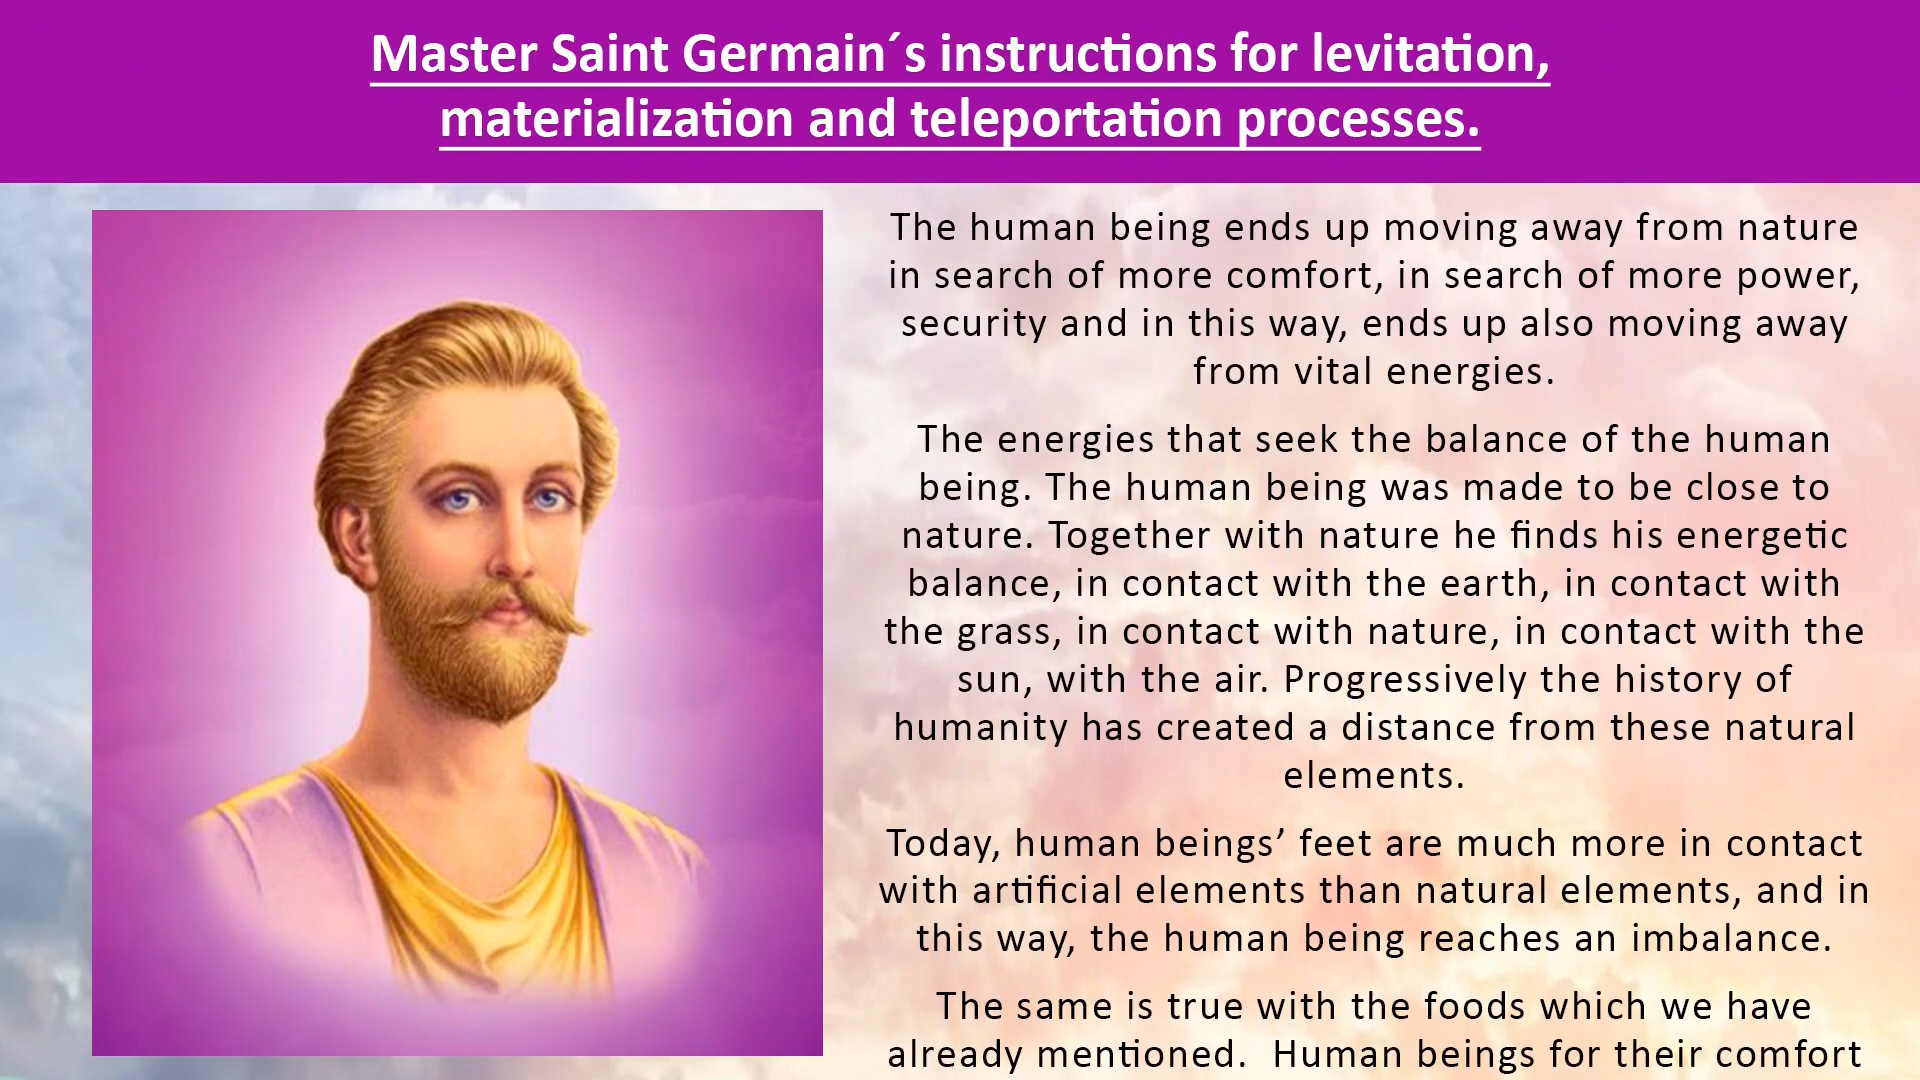 Master Saint Germain´s instructions for levitation,
materialization and teleportation processes.
The human being ends up moving away from nature
in search of more comfort, in search of more power,
security and in this way, ends up also moving away
from vital energies.
The energies that seek the balance of the human
being. The human being was made to be close to
nature. Together with nature he finds his energetic
balance, in contact with the earth, in contact with
the grass, in contact with nature, in contact with the
sun, with the air. Progressively the history of
humanity has created a distance from these natural
elements.
Today, human beings’ feet are much more in contact
with artificial elements than natural elements, and in
this way, the human being reaches an imbalance.
The same is true with the foods which we have
already mentioned.  Human beings for their comfort